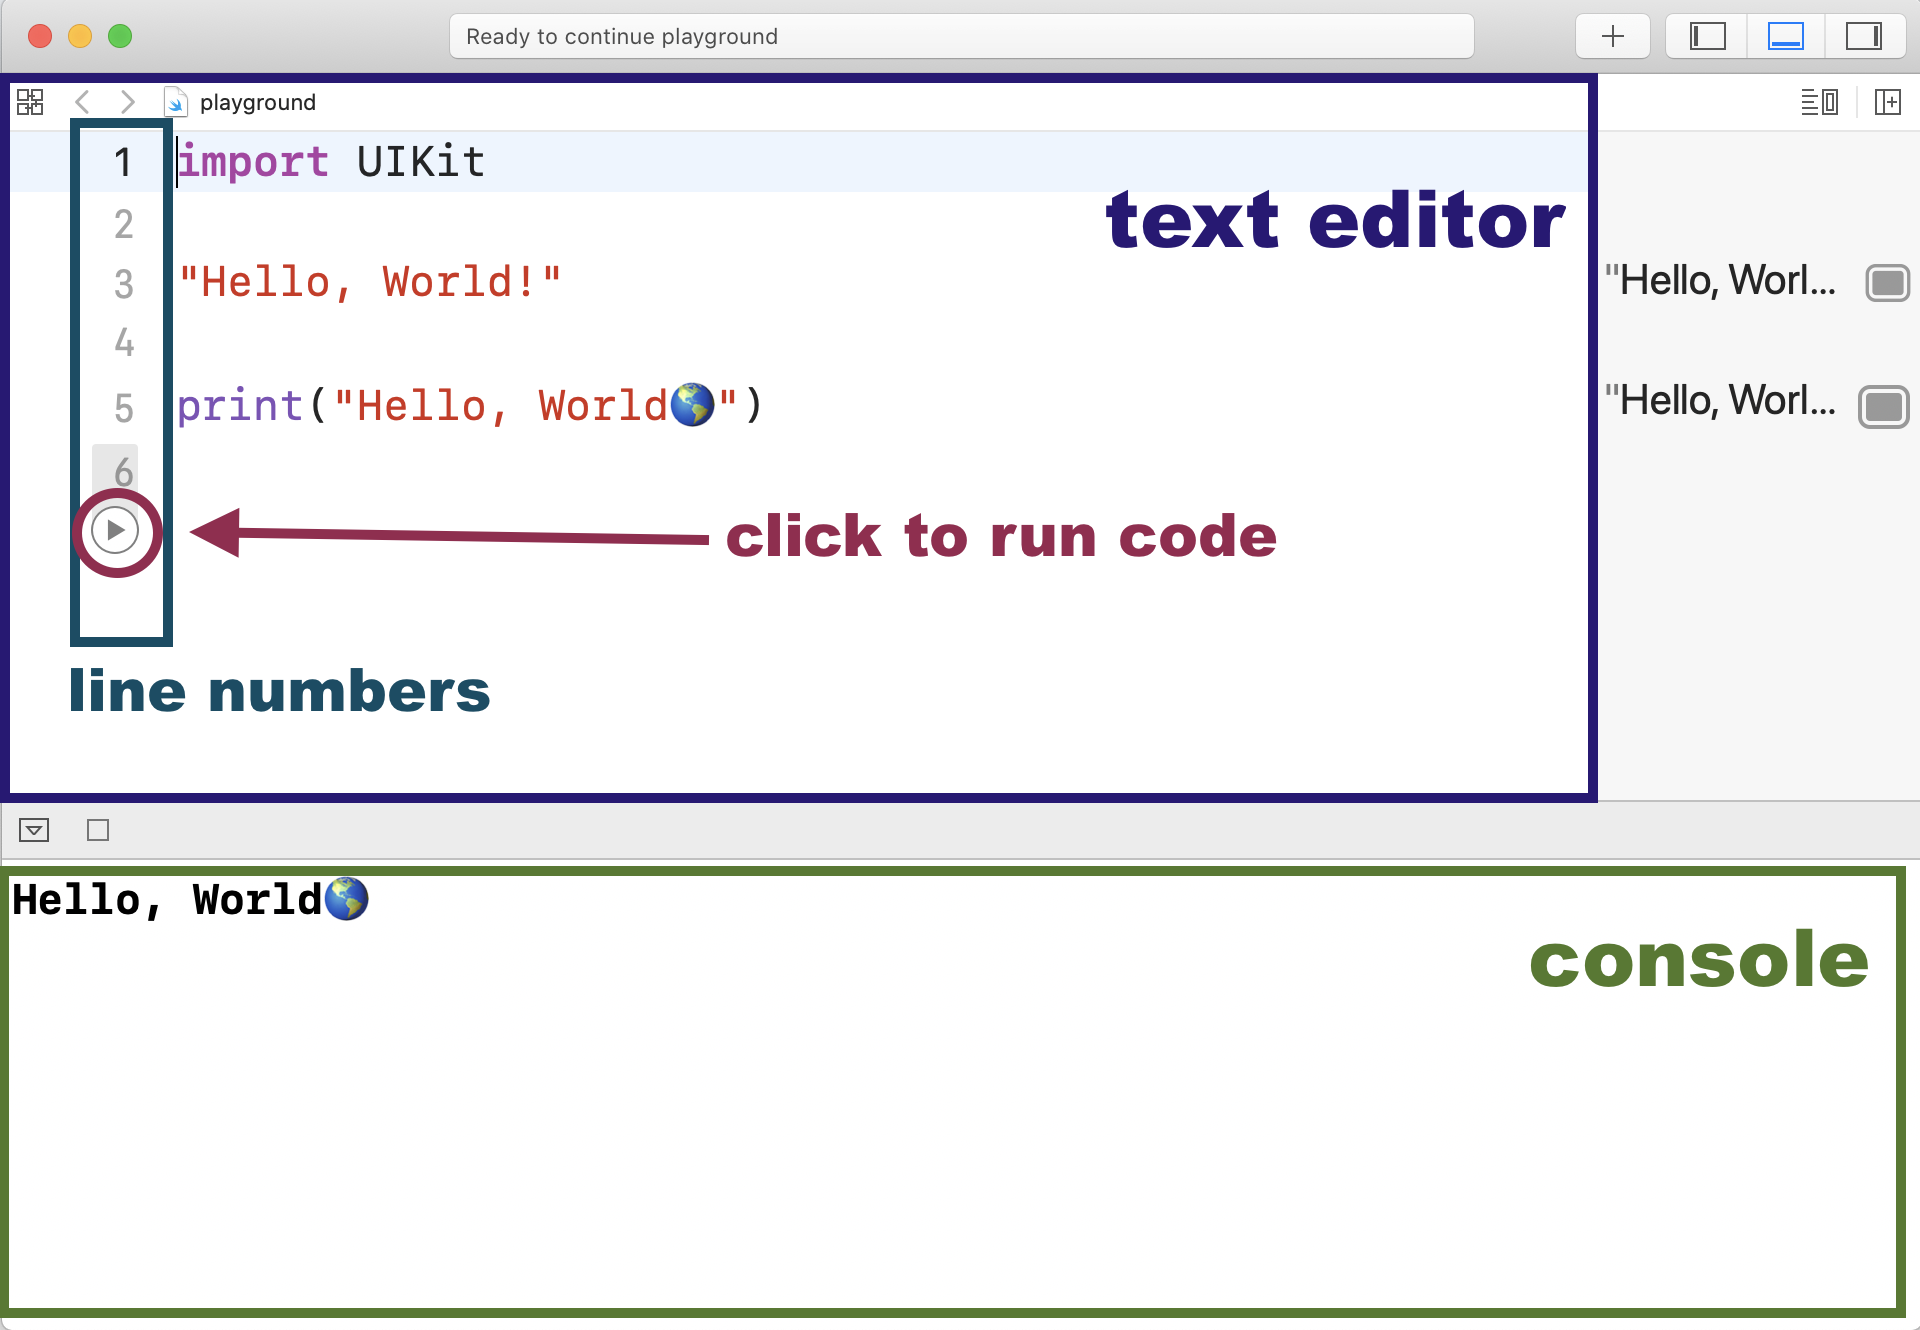 Ready to continue playground
playground
1 import UIKit
text editor
2
3 "Hello, World!"
"Hello, Worl...
4
5 print("Hello, World🌎")
"Hello, Worl...
6
click to run code
line numbers
Hello, World🌎
console